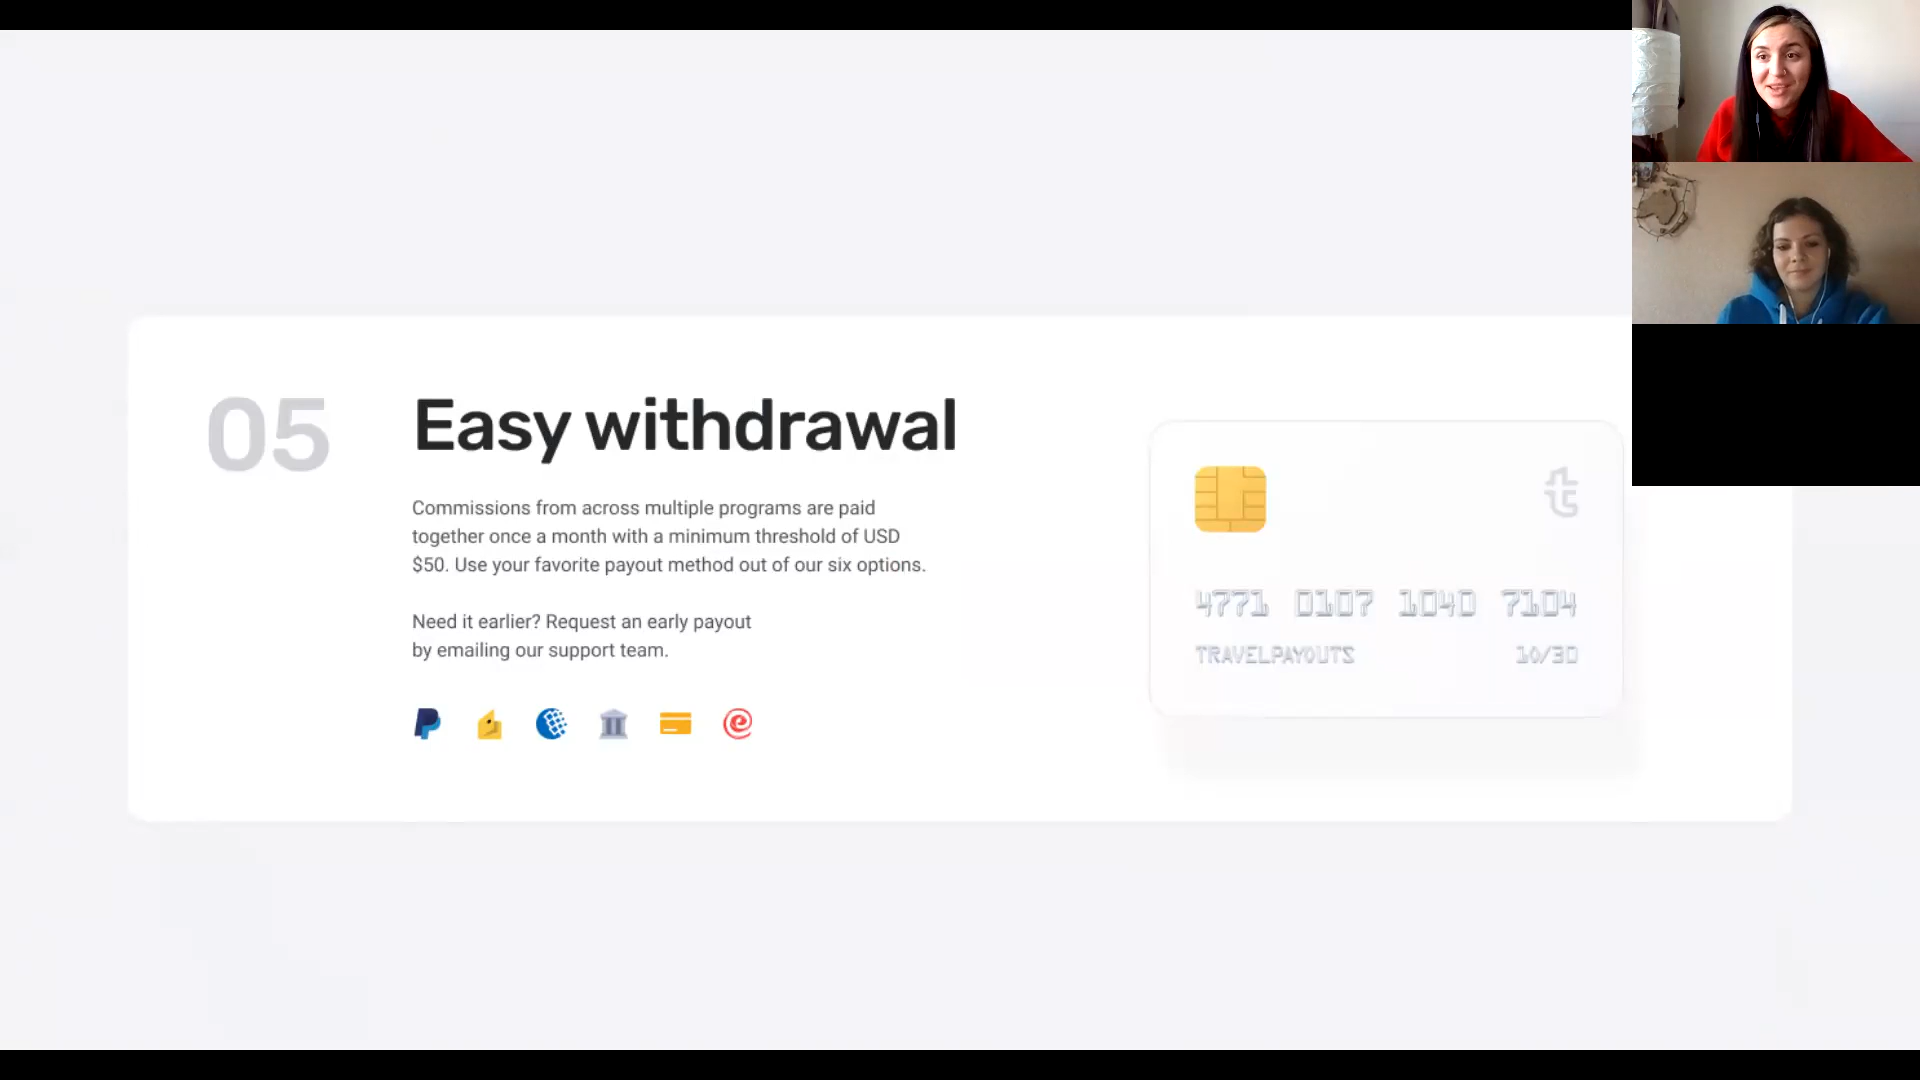 05
Easy withdrawal
Commissions from across multiple programs are paid
together once a month with a minimum threshold of USD
$50. Use your favorite payout method out of our six options.
Need it earlier? Request an early payout
by emailing our support team.
4771 0107 1040 7104
TRAVELPAYOUTS 10/30